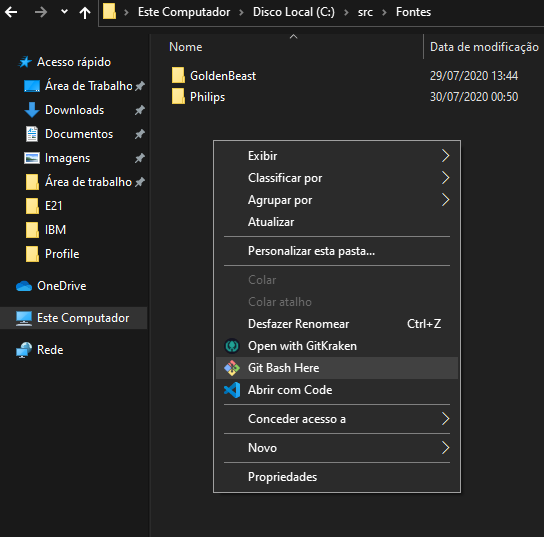 Este Computador > Disco Local (C:) > src > Fontes
Nome
Data de modificação
Acesso rápido
Área de Trabalho
Downloads
Documentos
Imagens
Área de trabalho
E21
IBM
Profile
OneDrive
Este Computador
Rede
GoldenBeast 29/07/2020 13:44
Philips 30/07/2020 00:50
Exibir
Classificar por
Agrupar por
Atualizar
Personalizar esta pasta...
Colar
Colar atalho
Desfazer Renomear Ctrl+Z
Open with GitKraken
Git Bash Here
Abrir com Code
Conceder acesso a
Novo
Propriedades